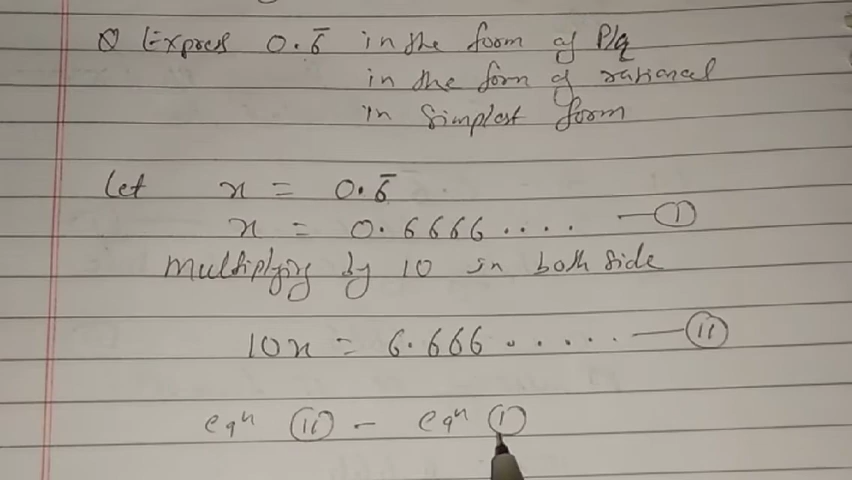 Q Express 0.6̅ in the form of P/q
in the form of rational
in Simplest form
Let x = 0.6̅
x = 0.6666.... — (I)
Multiplying by 10 in both side
10x = 6.666...... — (II)
eqn (II) - eqn (I)